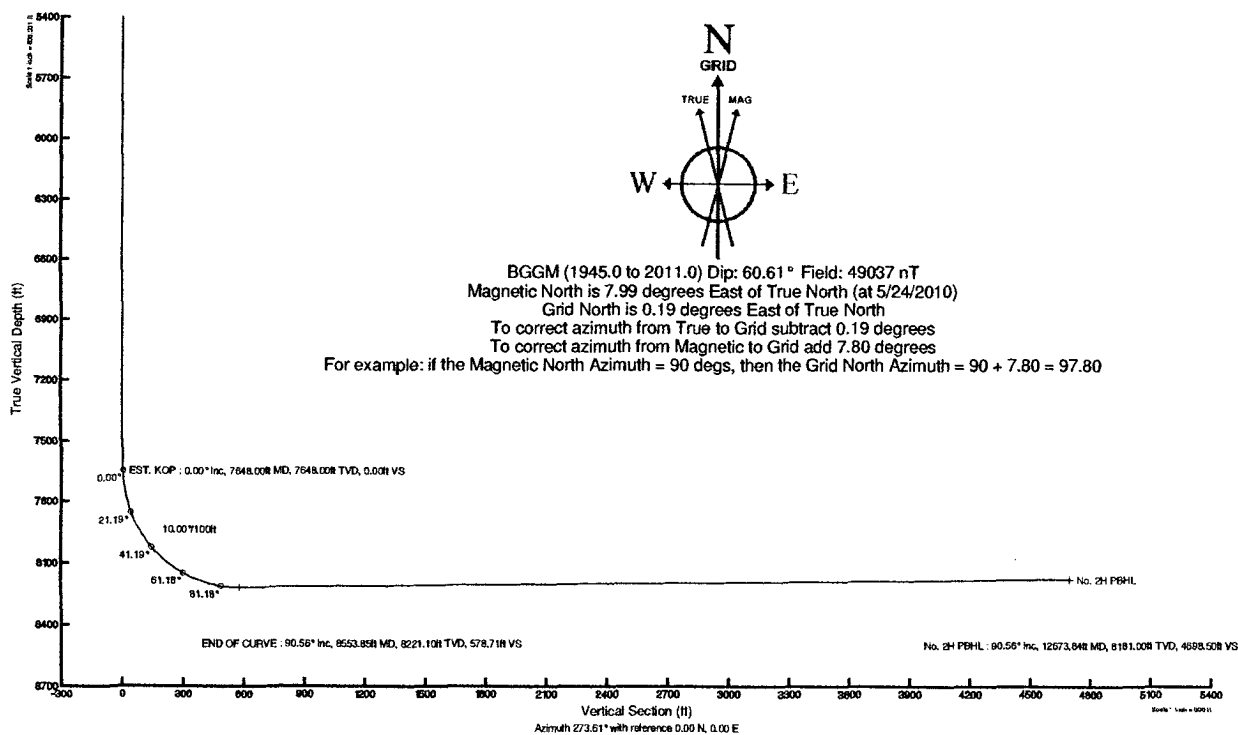 N
GRID
TRUE MAG
W E
BGGM (1945.0 to 2011.0) Dip: 60.61° Field: 49037 nT
Magnetic North is 7.99 degrees East of True North (at 5/24/2010)
Grid North is 0.19 degrees East of True North
To correct azimuth from True to Grid subtract 0.19 degrees
To correct azimuth from Magnetic to Grid add 7.80 degrees
For example: if the Magnetic North Azimuth = 90 degs, then the Grid North Azimuth = 90 + 7.80 = 97.80
True Vertical Depth (ft)
5400
5700
6000
6300
6600
6900
7200
7500
7800
8100
8400
8700
EST. KOP : 0.00° Inc, 7648.00ft MD, 7648.00ft TVD, 0.00ft VS
0.00°
21.19°
10.00°/100ft
41.19°
61.18°
81.18°
No. 2H PBHL
END OF CURVE : 90.56° Inc, 8553.85ft MD, 8221.10ft TVD, 578.71ft VS
No. 2H PBHL : 90.56° Inc, 12673.84ft MD, 8181.00ft TVD, 4698.50ft VS
-300 0 300 600 900 1200 1500 1800 2100 2400 2700 3000 3300 3600 3900 4200 4500 4800 5100 5400
Vertical Section (ft)
Azimuth 273.61° with reference 0.00 N, 0.00 E